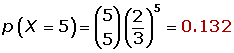 p(X = 5) = (5 5)(2/3)^5 = 0.132